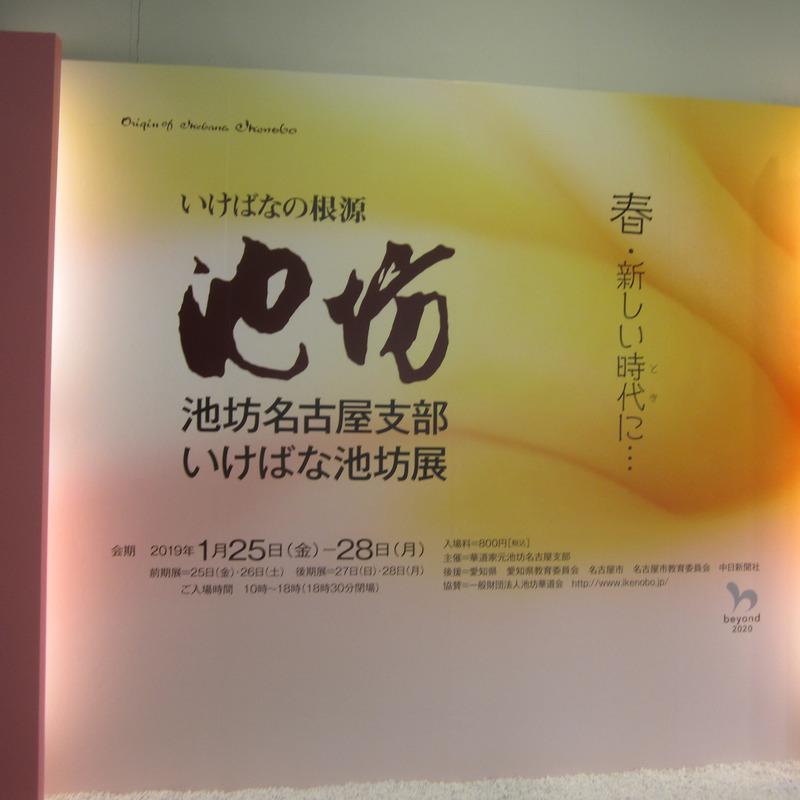 Origin of Ikebana Ikenobo
いけばなの根源
池坊
池坊名古屋支部
いけばな池坊展
春・新しい時代に…
とき
会期 2019年1月25日(金)−28日(月)
前期展=25日(金)・26日(土) 後期展=27日(日)・28日(月)
ご入場時間 10時〜18時(18時30分閉場)
入場料=800円[税込]
主催=華道家元池坊名古屋支部
後援=愛知県 愛知県教育委員会 名古屋市 名古屋市教育委員会 中日新聞社
協賛=一般財団法人池坊華道会 http://www.ikenobo.jp/
beyond
2020